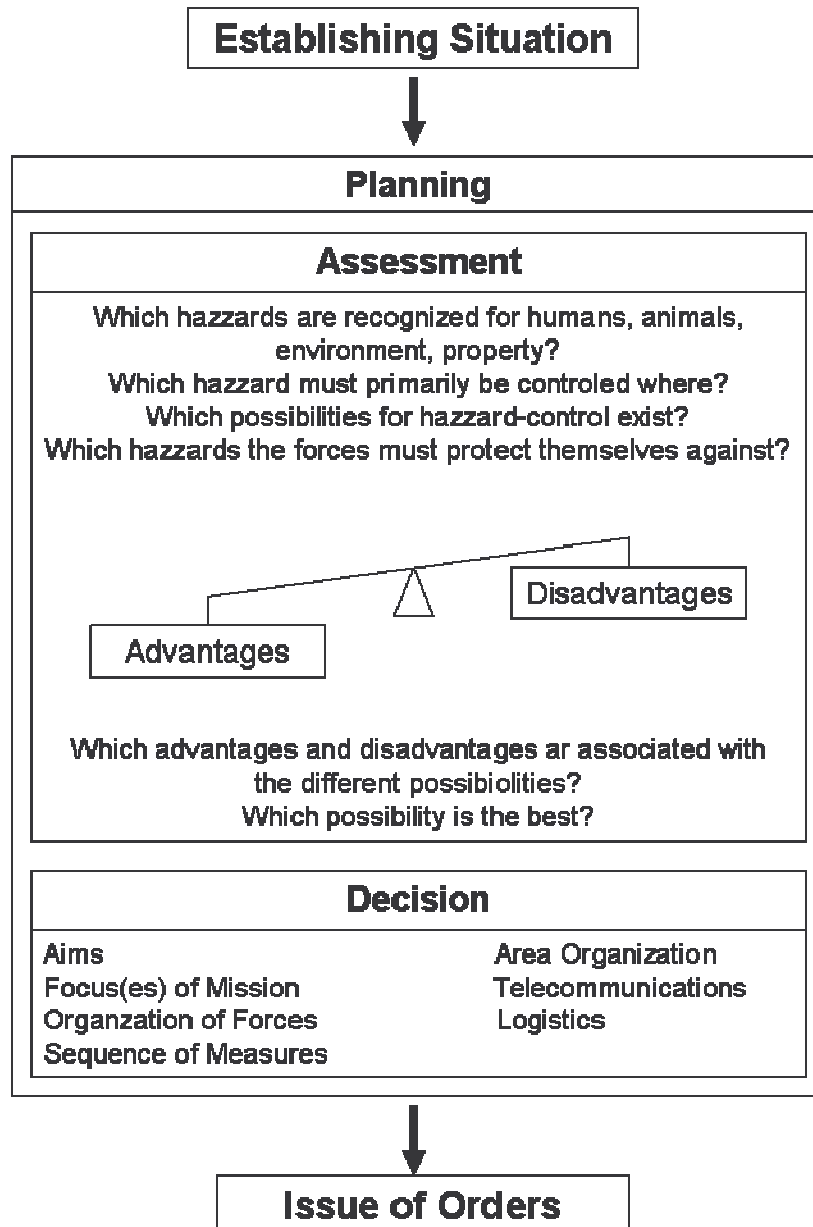 Establishing Situation
Planning
Assessment
Which hazzards are recognized for humans, animals,
environment, property?
Which hazzard must primarily be controled where?
Which possibilities for hazzard-control exist?
Which hazzards the forces must protect themselves against?
Disadvantages
Advantages
Which advantages and disadvantages ar associated with
the different possibiolities?
Which possibility is the best?
Decision
Aims
Focus(es) of Mission
Organzation of Forces
Sequence of Measures
Area Organization
Telecommunications
Logistics
Issue of Orders